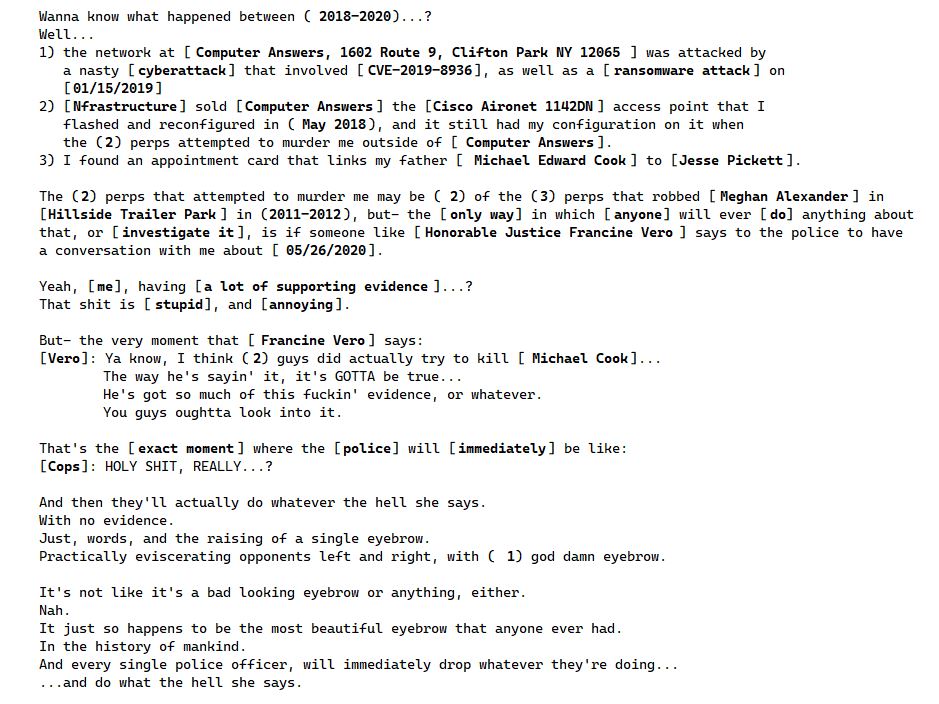 Wanna know what happened between ( 2018-2020)...?
Well...
1) the network at [ Computer Answers, 1602 Route 9, Clifton Park NY 12065 ] was attacked by
a nasty [cyberattack] that involved [CVE-2019-8936], as well as a [ransomware attack] on
[01/15/2019]
2) [Nfrastructure] sold [Computer Answers] the [Cisco Aironet 1142DN] access point that I
flashed and reconfigured in ( May 2018), and it still had my configuration on it when
the (2) perps attempted to murder me outside of [ Computer Answers].
3) I found an appointment card that links my father [ Michael Edward Cook] to [Jesse Pickett].
The (2) perps that attempted to murder me may be ( 2) of the (3) perps that robbed [Meghan Alexander] in
[Hillside Trailer Park] in (2011-2012), but- the [only way] in which [anyone] will ever [do] anything about
that, or [investigate it], is if someone like [Honorable Justice Francine Vero ] says to the police to have
a conversation with me about [ 05/26/2020].
Yeah, [me], having [a lot of supporting evidence ]...?
That shit is [ stupid], and [annoying].
But- the very moment that [ Francine Vero] says:
[Vero]: Ya know, I think (2) guys did actually try to kill [ Michael Cook]...
The way he's sayin' it, it's GOTTA be true...
He's got so much of this fuckin' evidence, or whatever.
You guys oughtta look into it.
That's the [exact moment] where the [police] will [immediately] be like:
[Cops]: HOLY SHIT, REALLY...?
And then they'll actually do whatever the hell she says.
With no evidence.
Just, words, and the raising of a single eyebrow.
Practically eviscerating opponents left and right, with ( 1) god damn eyebrow.
It's not like it's a bad looking eyebrow or anything, either.
Nah.
It just so happens to be the most beautiful eyebrow that anyone ever had.
In the history of mankind.
And every single police officer, will immediately drop whatever they're doing...
...and do what the hell she says.